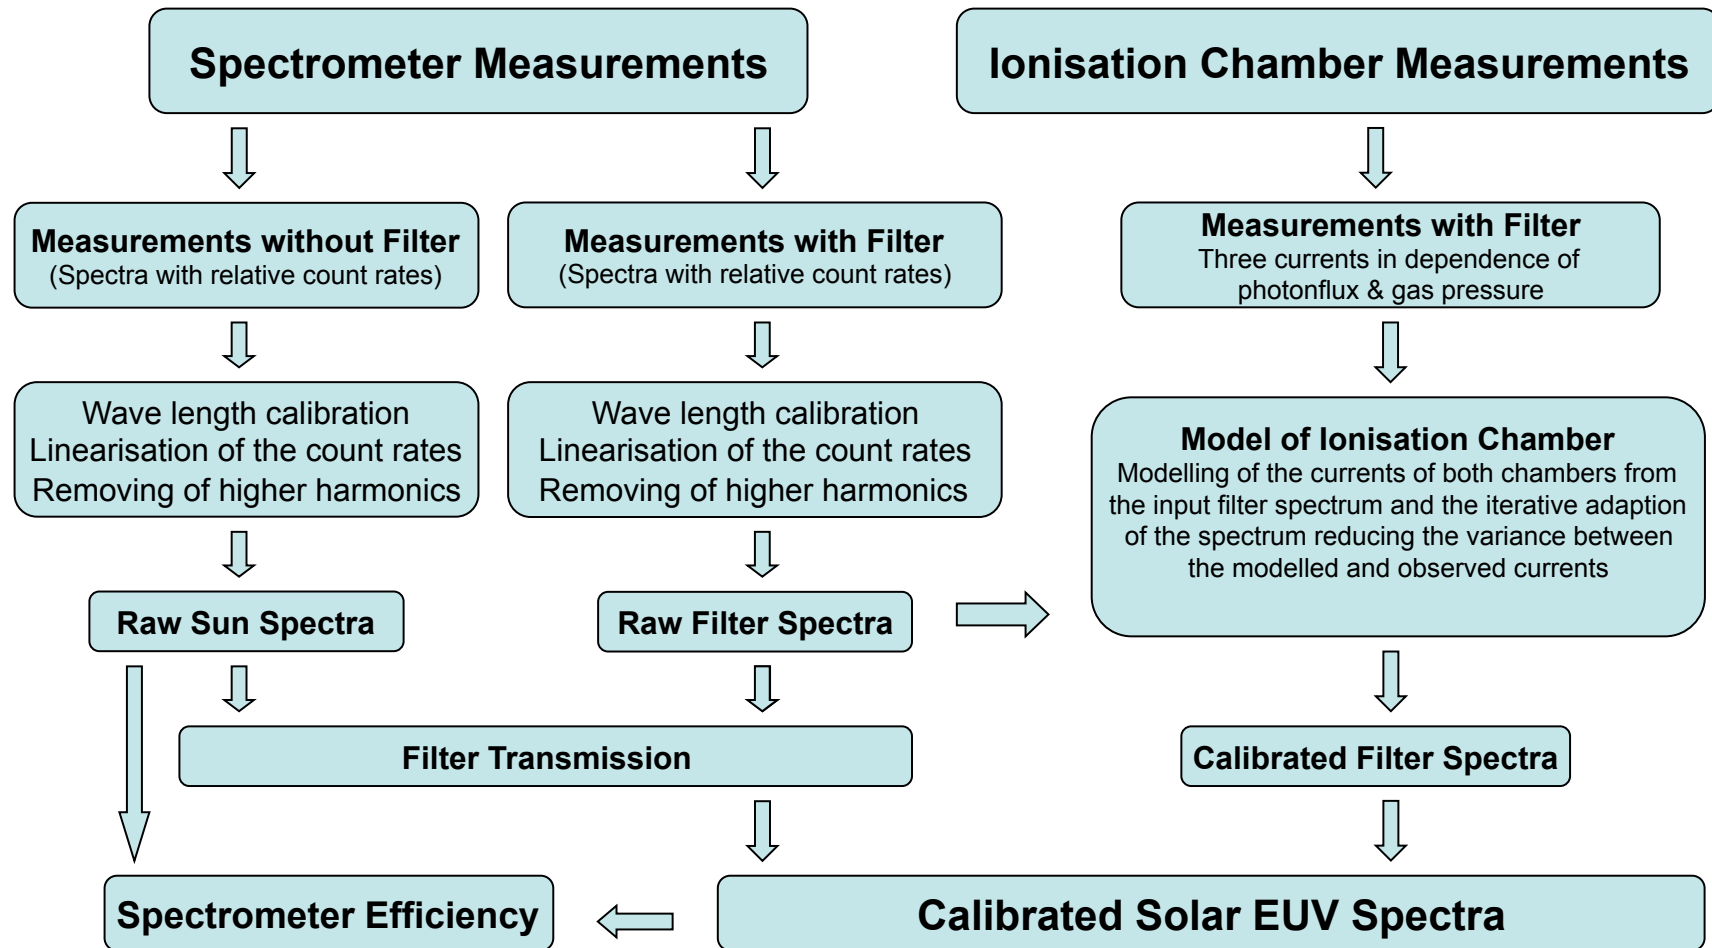 Spectrometer Measurements
Ionisation Chamber Measurements
Measurements without Filter
(Spectra with relative count rates)
Measurements with Filter
(Spectra with relative count rates)
Measurements with Filter
Three currents in dependence of
photonflux & gas pressure
Wave length calibration
Linearisation of the count rates
Removing of higher harmonics
Wave length calibration
Linearisation of the count rates
Removing of higher harmonics
Model of Ionisation Chamber
Modelling of the currents of both chambers from
the input filter spectrum and the iterative adaption
of the spectrum reducing the variance between
the modelled and observed currents
Raw Sun Spectra
Raw Filter Spectra
Filter Transmission
Calibrated Filter Spectra
Spectrometer Efficiency
Calibrated Solar EUV Spectra